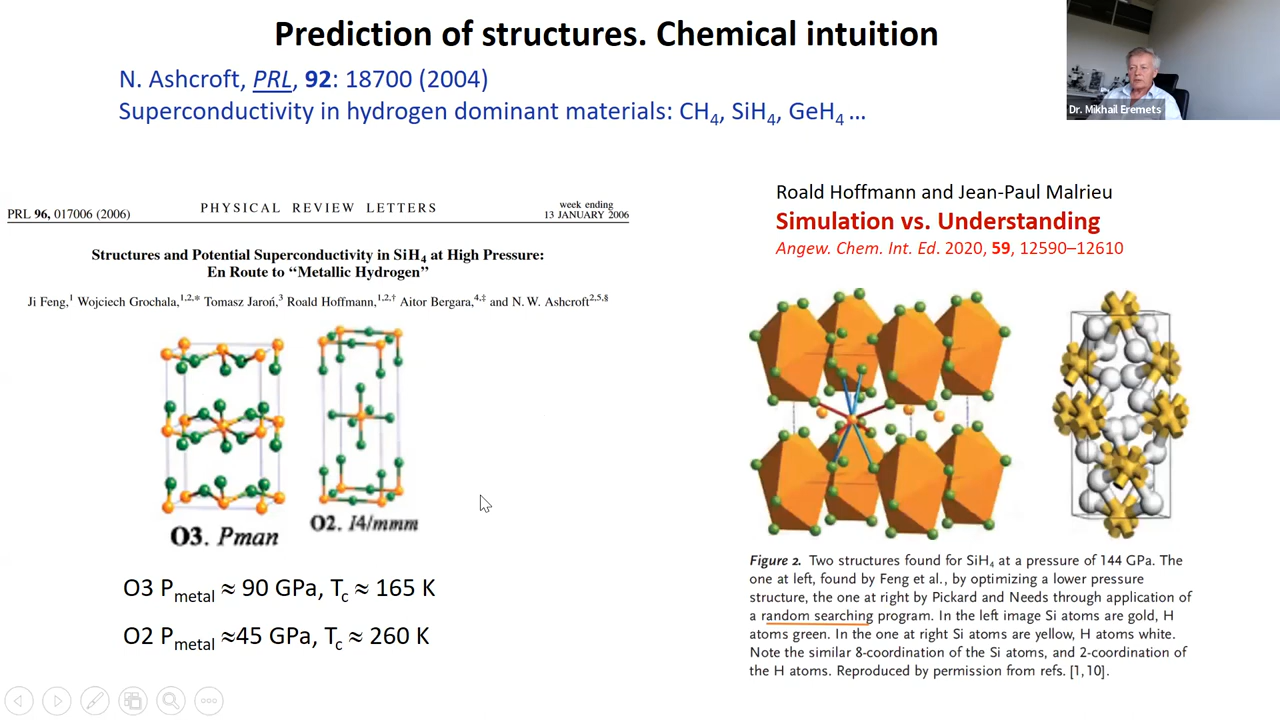 Prediction of structures. Chemical intuition
N. Ashcroft, PRL, 92: 18700 (2004)
Superconductivity in hydrogen dominant materials: CH4, SiH4, GeH4 ...
Dr. Mikhail Eremets
PRL 96, 017006 (2006)
PHYSICAL REVIEW LETTERS
week ending
13 JANUARY 2006
Structures and Potential Superconductivity in SiH4 at High Pressure:
En Route to “Metallic Hydrogen”
Ji Feng,1 Wojciech Grochala,1,2,* Tomasz Jaroń,3 Roald Hoffmann,1,2,† Aitor Bergara,4,‡ and N. W. Ashcroft2,5,§
O3. Pman
O2. I4/mmm
O3 Pmetal ≈ 90 GPa, Tc ≈ 165 K
O2 Pmetal ≈45 GPa, Tc ≈ 260 K
Roald Hoffmann and Jean-Paul Malrieu
Simulation vs. Understanding
Angew. Chem. Int. Ed. 2020, 59, 12590–12610
Figure 2. Two structures found for SiH4 at a pressure of 144 GPa. The
one at left, found by Feng et al., by optimizing a lower pressure
structure, the one at right by Pickard and Needs through application of
a random searching program. In the left image Si atoms are gold, H
atoms green. In the one at right Si atoms are yellow, H atoms white.
Note the similar 8-coordination of the Si atoms, and 2-coordination of
the H atoms. Reproduced by permission from refs. [1,10].